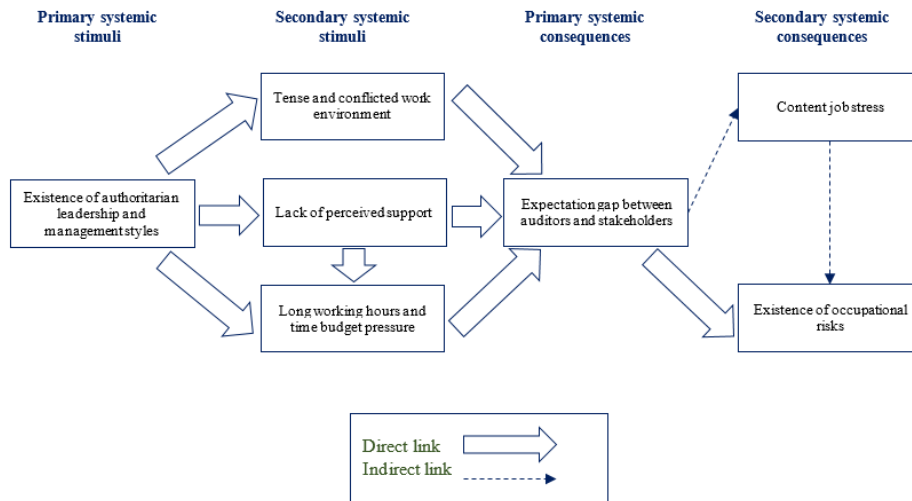 Primary systemic
stimuli
Secondary systemic
stimuli
Primary systemic
consequences
Secondary systemic
consequences
Tense and conflicted work
environment
Content job stress
Existence of authoritarian
leadership and
management styles
Lack of perceived support
Expectation gap between
auditors and stakeholders
Long working hours and
time budget pressure
Existence of occupational
risks
Direct link
Indirect link